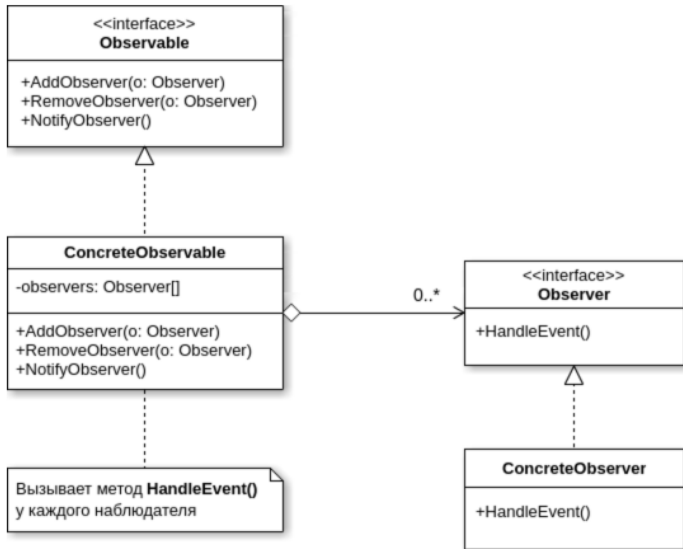 <<interface>>
Observable
+AddObserver(o: Observer)
+RemoveObserver(o: Observer)
+NotifyObserver()
ConcreteObservable
-observers: Observer[]
+AddObserver(o: Observer)
+RemoveObserver(o: Observer)
+NotifyObserver()
0..*
<<interface>>
Observer
+HandleEvent()
ConcreteObserver
+HandleEvent()
Вызывает метод HandleEvent()
у каждого наблюдателя